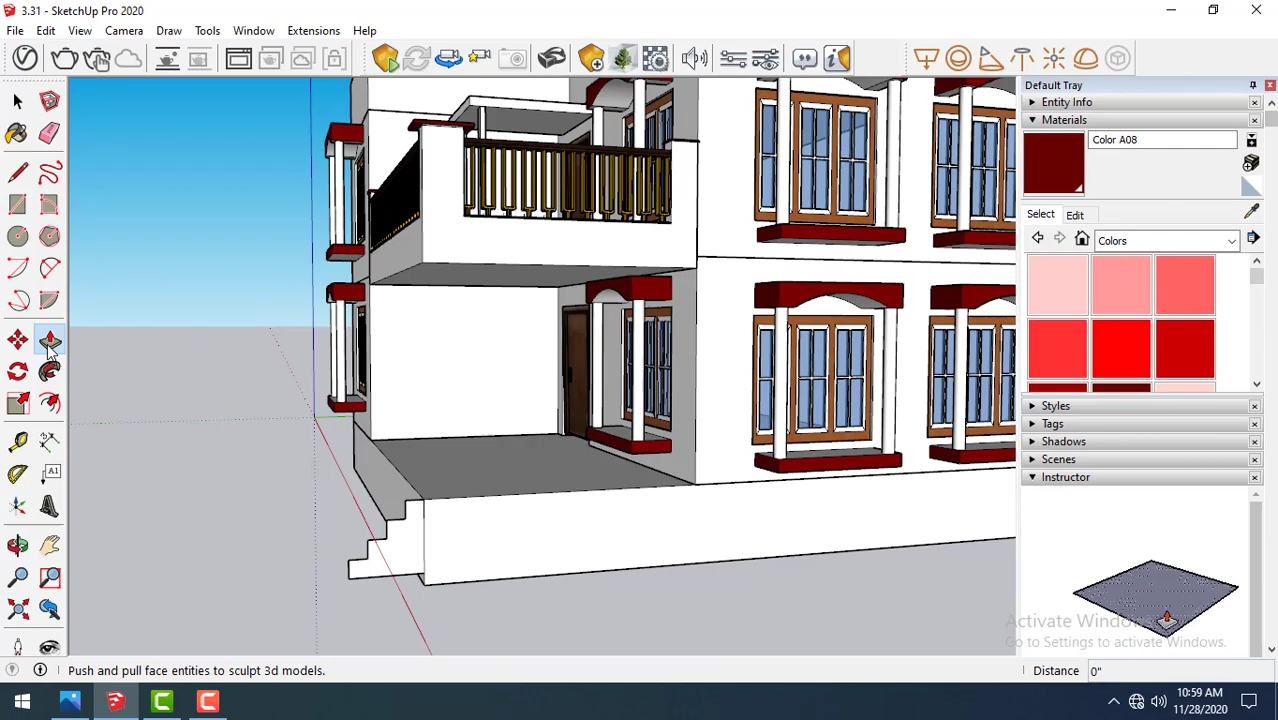 3.31 - SketchUp Pro 2020
File Edit View Camera Draw Tools Window Extensions Help
Default Tray
Entity Info
Materials
Color A08
Select Edit
Colors
AI
Styles
Tags
Shadows
Scenes
Instructor
Activate Windows
Go to Settings to activate Windows.
Push and pull face entities to sculpt 3d models.
Distance 0"
10:59 AM
11/28/2020